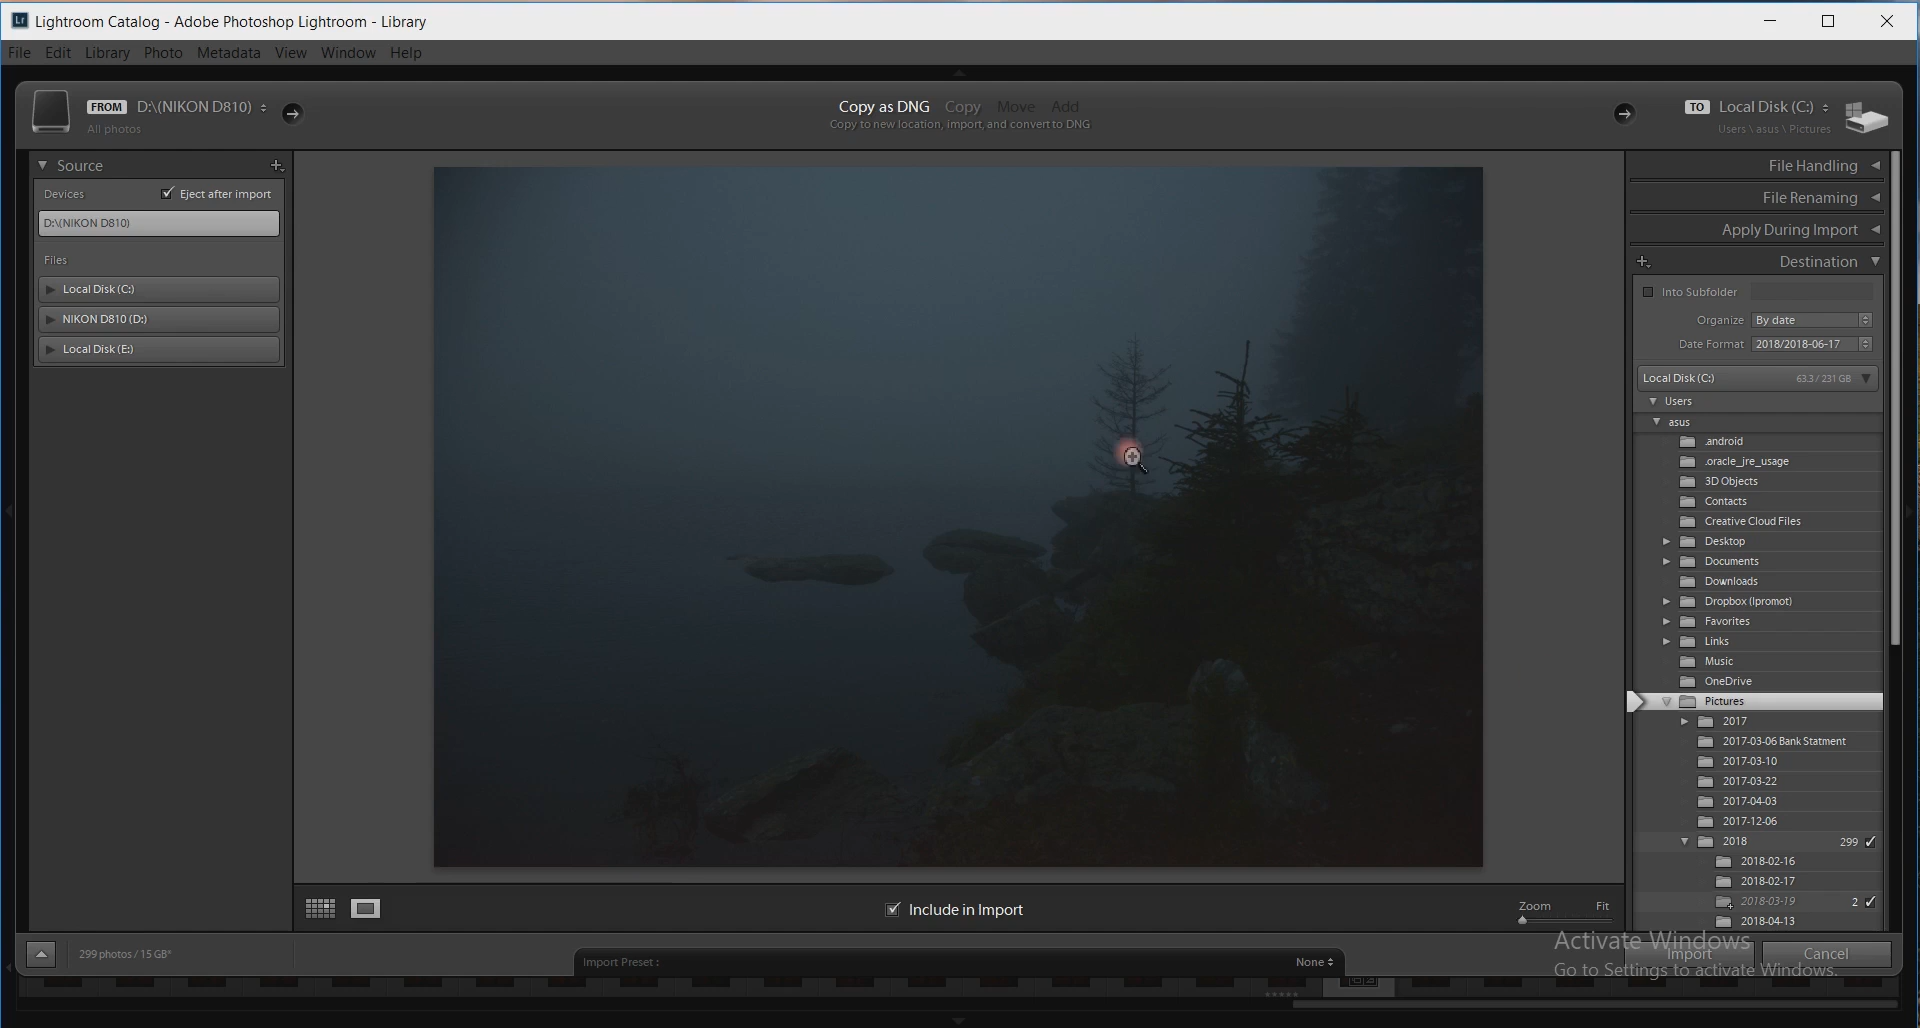 Lr Lightroom Catalog - Adobe Photoshop Lightroom - Library
File Edit Library Photo Metadata View Window Help
FROM D:\(NIKON D810)
All photos
Copy as DNG Copy Move Add
Copy to new location, import, and convert to DNG
TO Local Disk (C:)
Users \ asus \ Pictures
Source
Devices Eject after import
D:\(NIKON D810)
Files
Local Disk (C:)
NIKON D810 (D:)
Local Disk (E:)
File Handling
File Renaming
Apply During Import
Destination
Into Subfolder
Organize By date
Date Format 2018/2018-06-17
Local Disk (C:) 63.3 / 231 GB
Users
asus
.android
.oracle_jre_usage
3D Objects
Contacts
Creative Cloud Files
Desktop
Documents
Downloads
Dropbox (Ipromot)
Favorites
Links
Music
OneDrive
Pictures
2017
2017-03-06 Bank Statment
2017-03-10
2017-03-22
2017-04-03
2017-12-06
2018 299
2018-02-16
2018-02-17
2018-03-19 2
2018-04-13
Include in Import
Zoom Fit
299 photos / 15 GB*
Import Preset : None
Import Cancel
Activate Windows
Go to Settings to activate Windows.